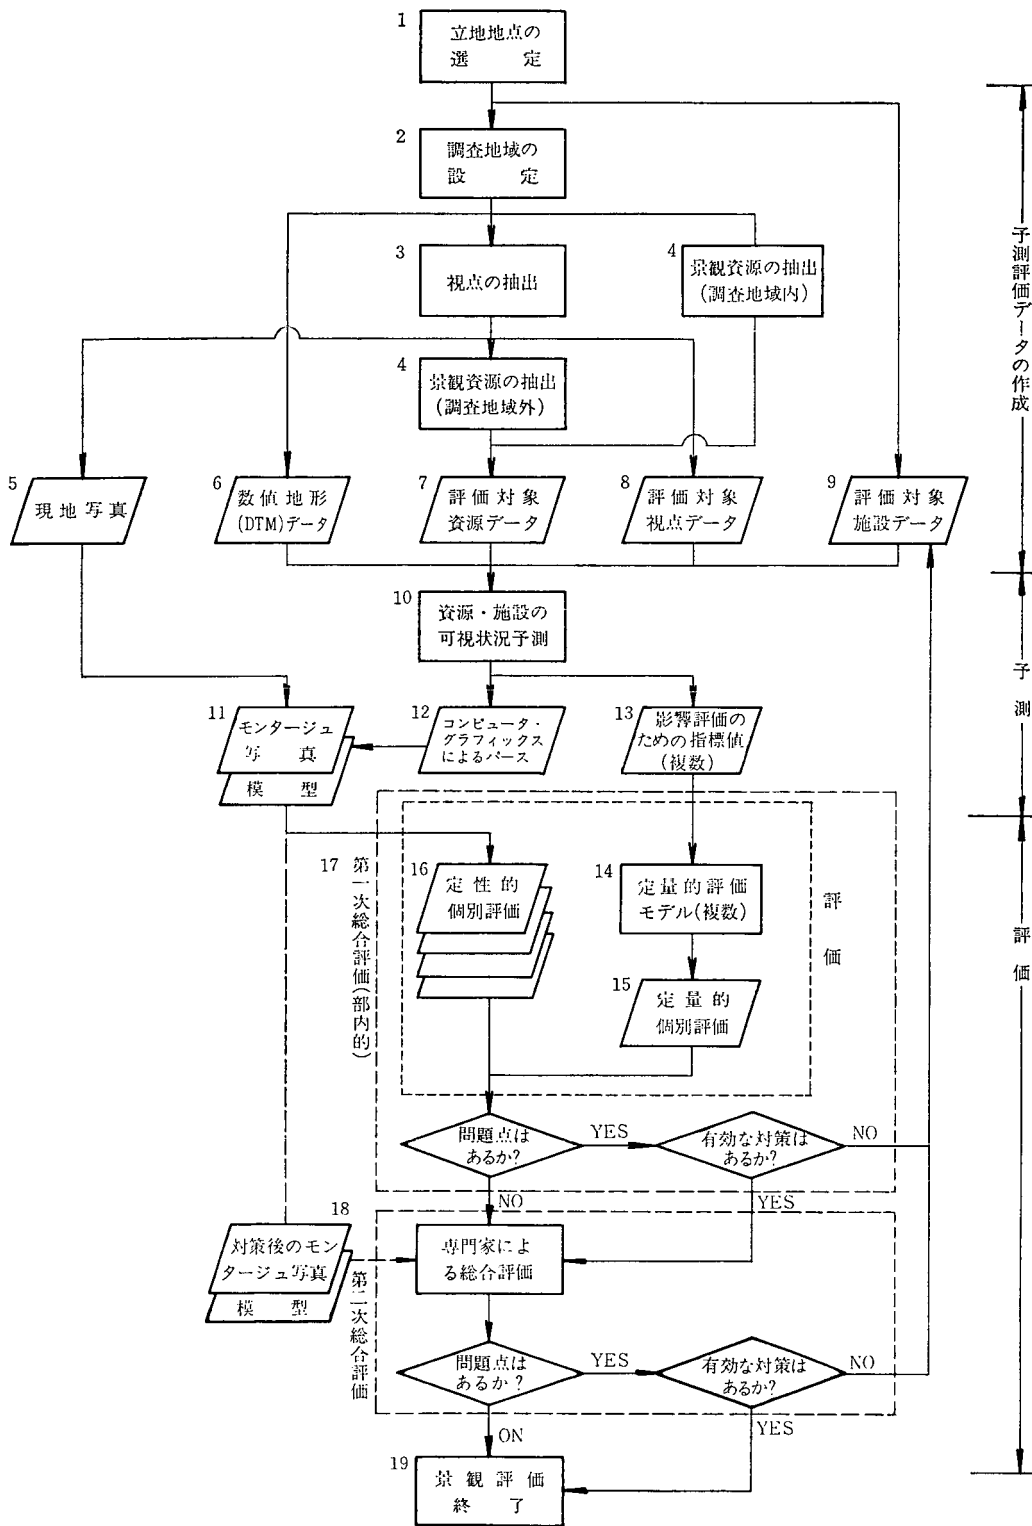 1
立地地点の
選定
2
調査地域の
設定
3
視点の抽出
4
景観資源の抽出
(調査地域内)
4
景観資源の抽出
(調査地域外)
5
現地写真
6
数値地形
(DTM)データ
7
評価対象
資源データ
8
評価対象
視点データ
9
評価対象
施設データ
予測評価データの作成
10
資源・施設の
可視状況予測
11
モンタージュ
写真
模型
12
コンピュータ・
グラフィックス
によるパース
13
影響評価の
ための指標値
(複数)
予測
17
第一次総合評価(部内的)
16
定性的
個別評価
14
定量的評価
モデル(複数)
15
定量的
個別評価
評価
評価
問題点は
あるか?
YES
有効な対策は
あるか?
NO
NO
YES
18
対策後のモン
タージュ写真
模型
第二次総合評価
専門家によ
る総合評価
問題点は
あるか?
YES
有効な対策は
あるか?
NO
ON
YES
19
景観評価
終了